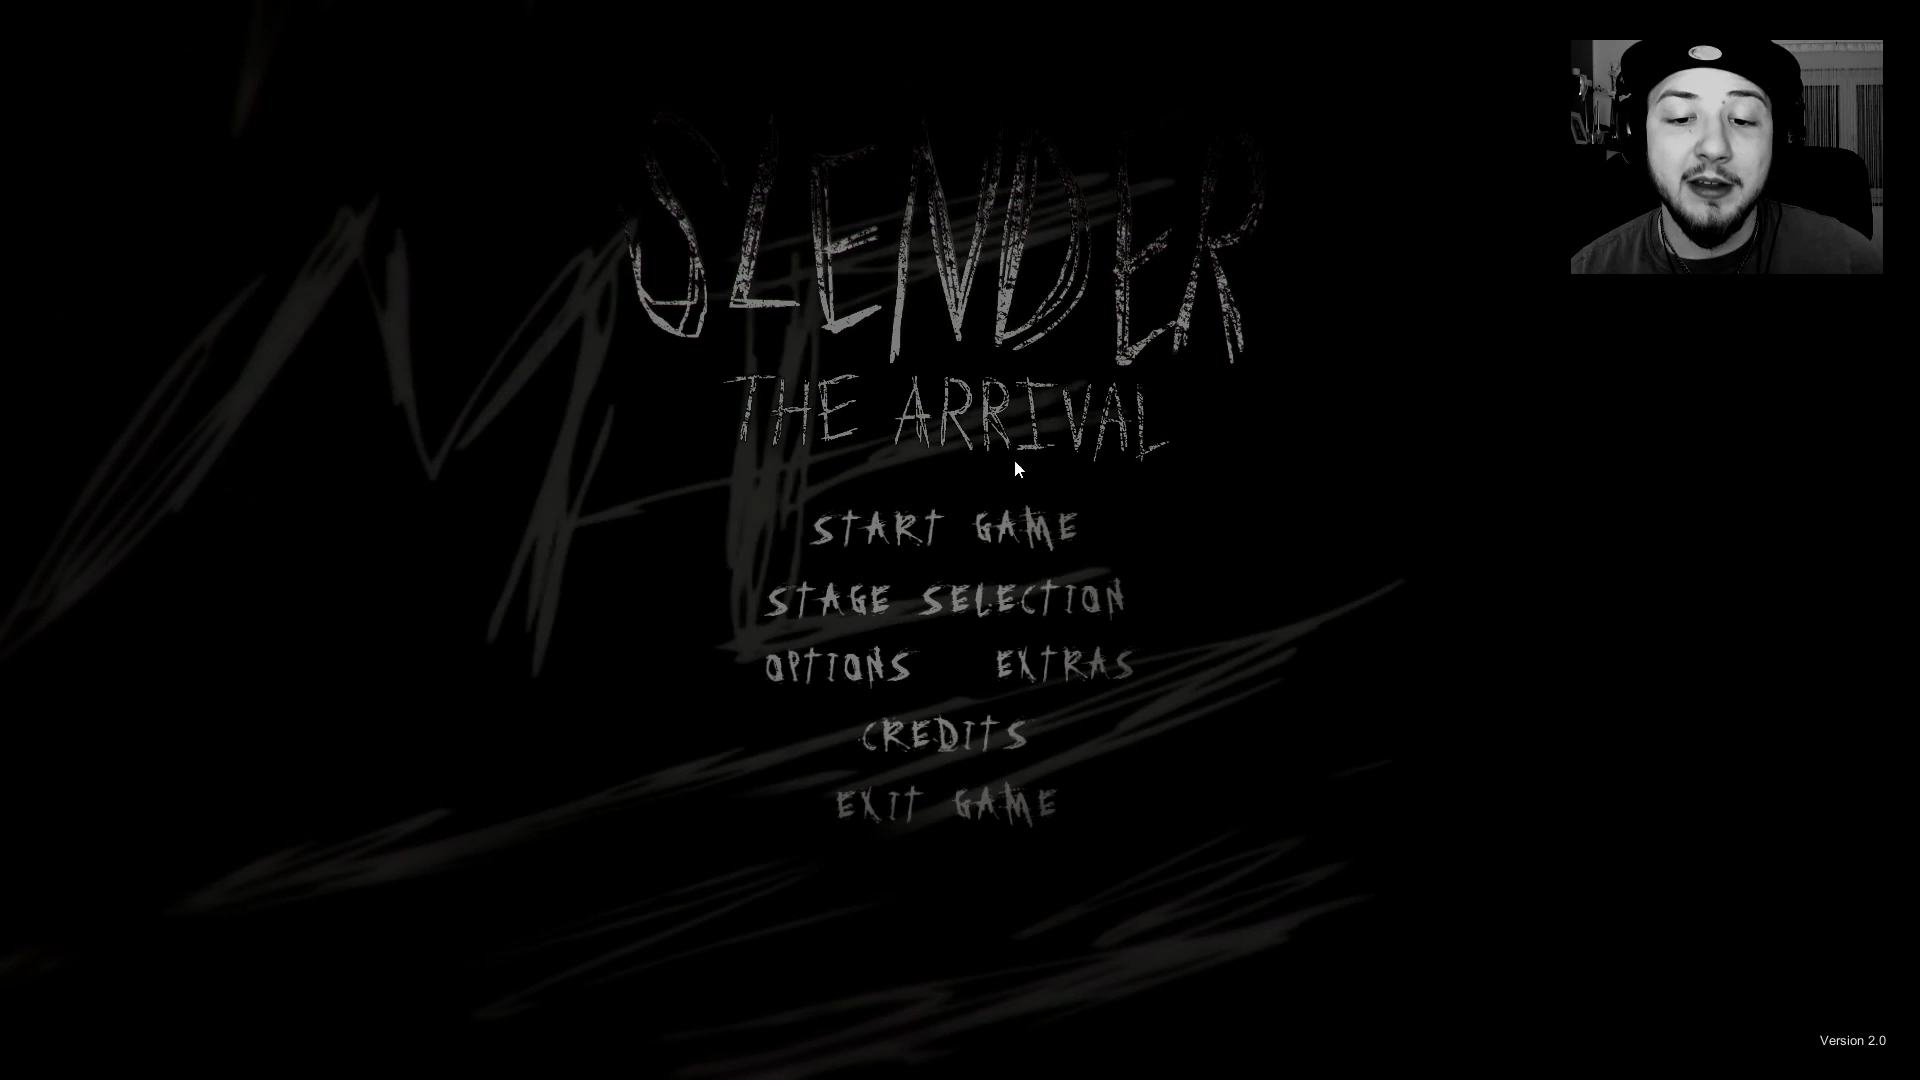 SLENDER
THE ARRIVAL
START GAME
STAGE SELECTION
OPTIONS EXTRAS
CREDITS
EXIT GAME
Version 2.0